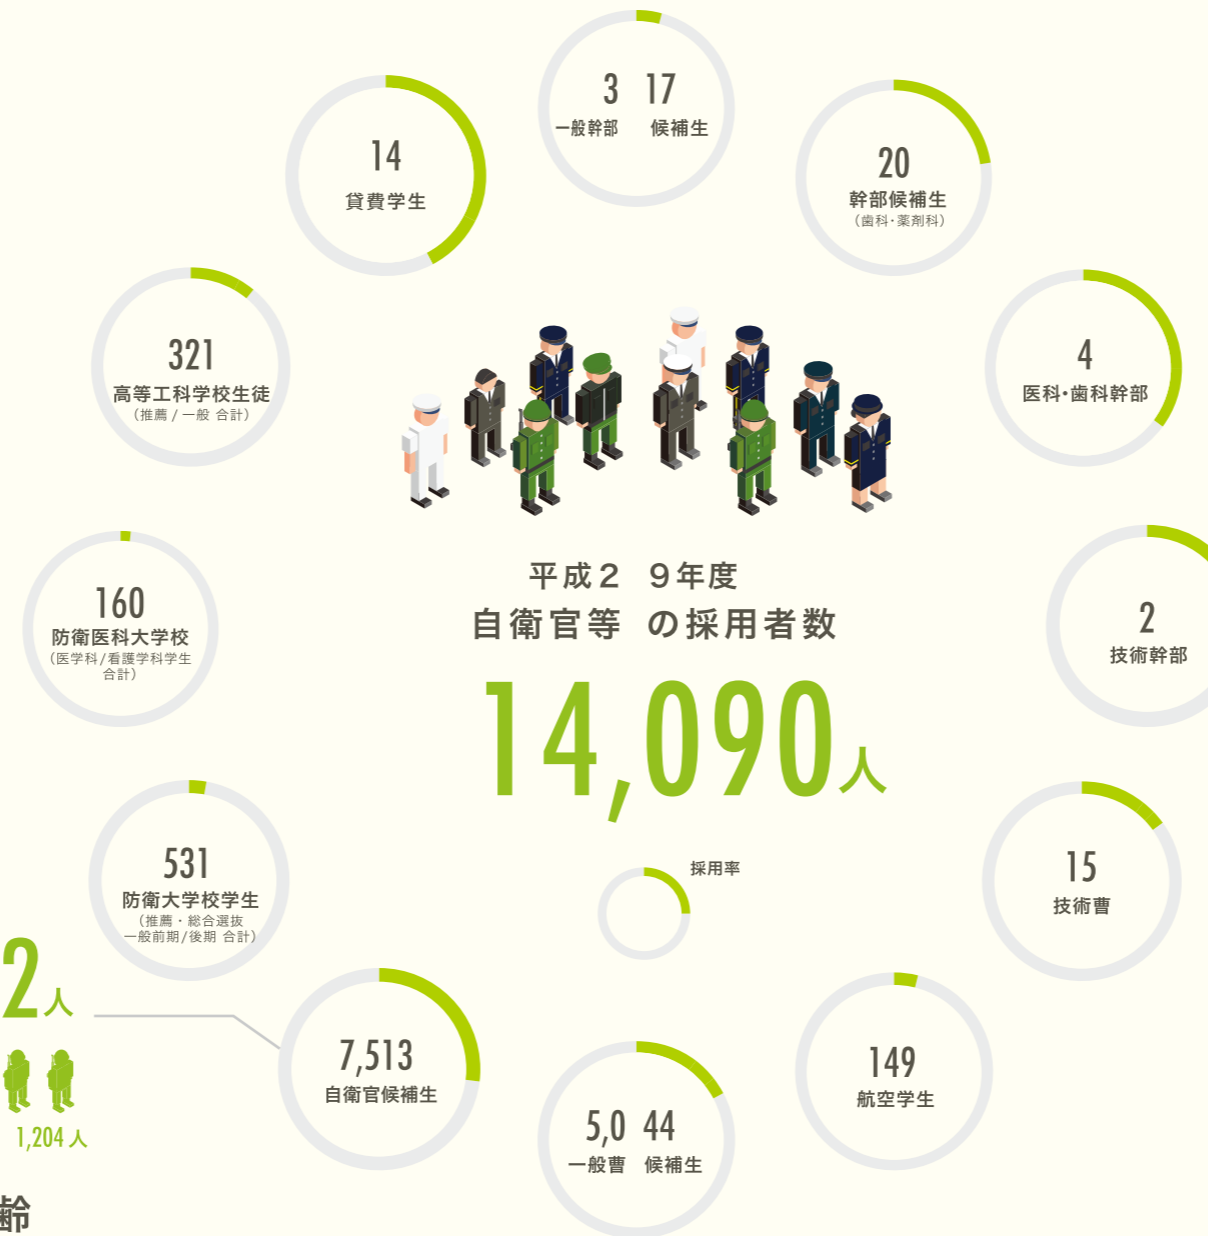 3 17
一般幹部 候補生
20
幹部候補生
（歯科・薬剤科）
4
医科・歯科幹部
2
技術幹部
15
技術曹
149
航空学生
5,0 44
一般曹 候補生
7,513
自衛官候補生
531
防衛大学校学生
（推薦・総合選抜
一般前期/後期 合計）
160
防衛医科大学校
（医学科/看護学科学生
合計）
321
高等工科学校生徒
（推薦 / 一般 合計）
14
貸費学生
平成２ ９年度
自衛官等 の採用者数
14,090人
採用率
2人
1,204 人
齢